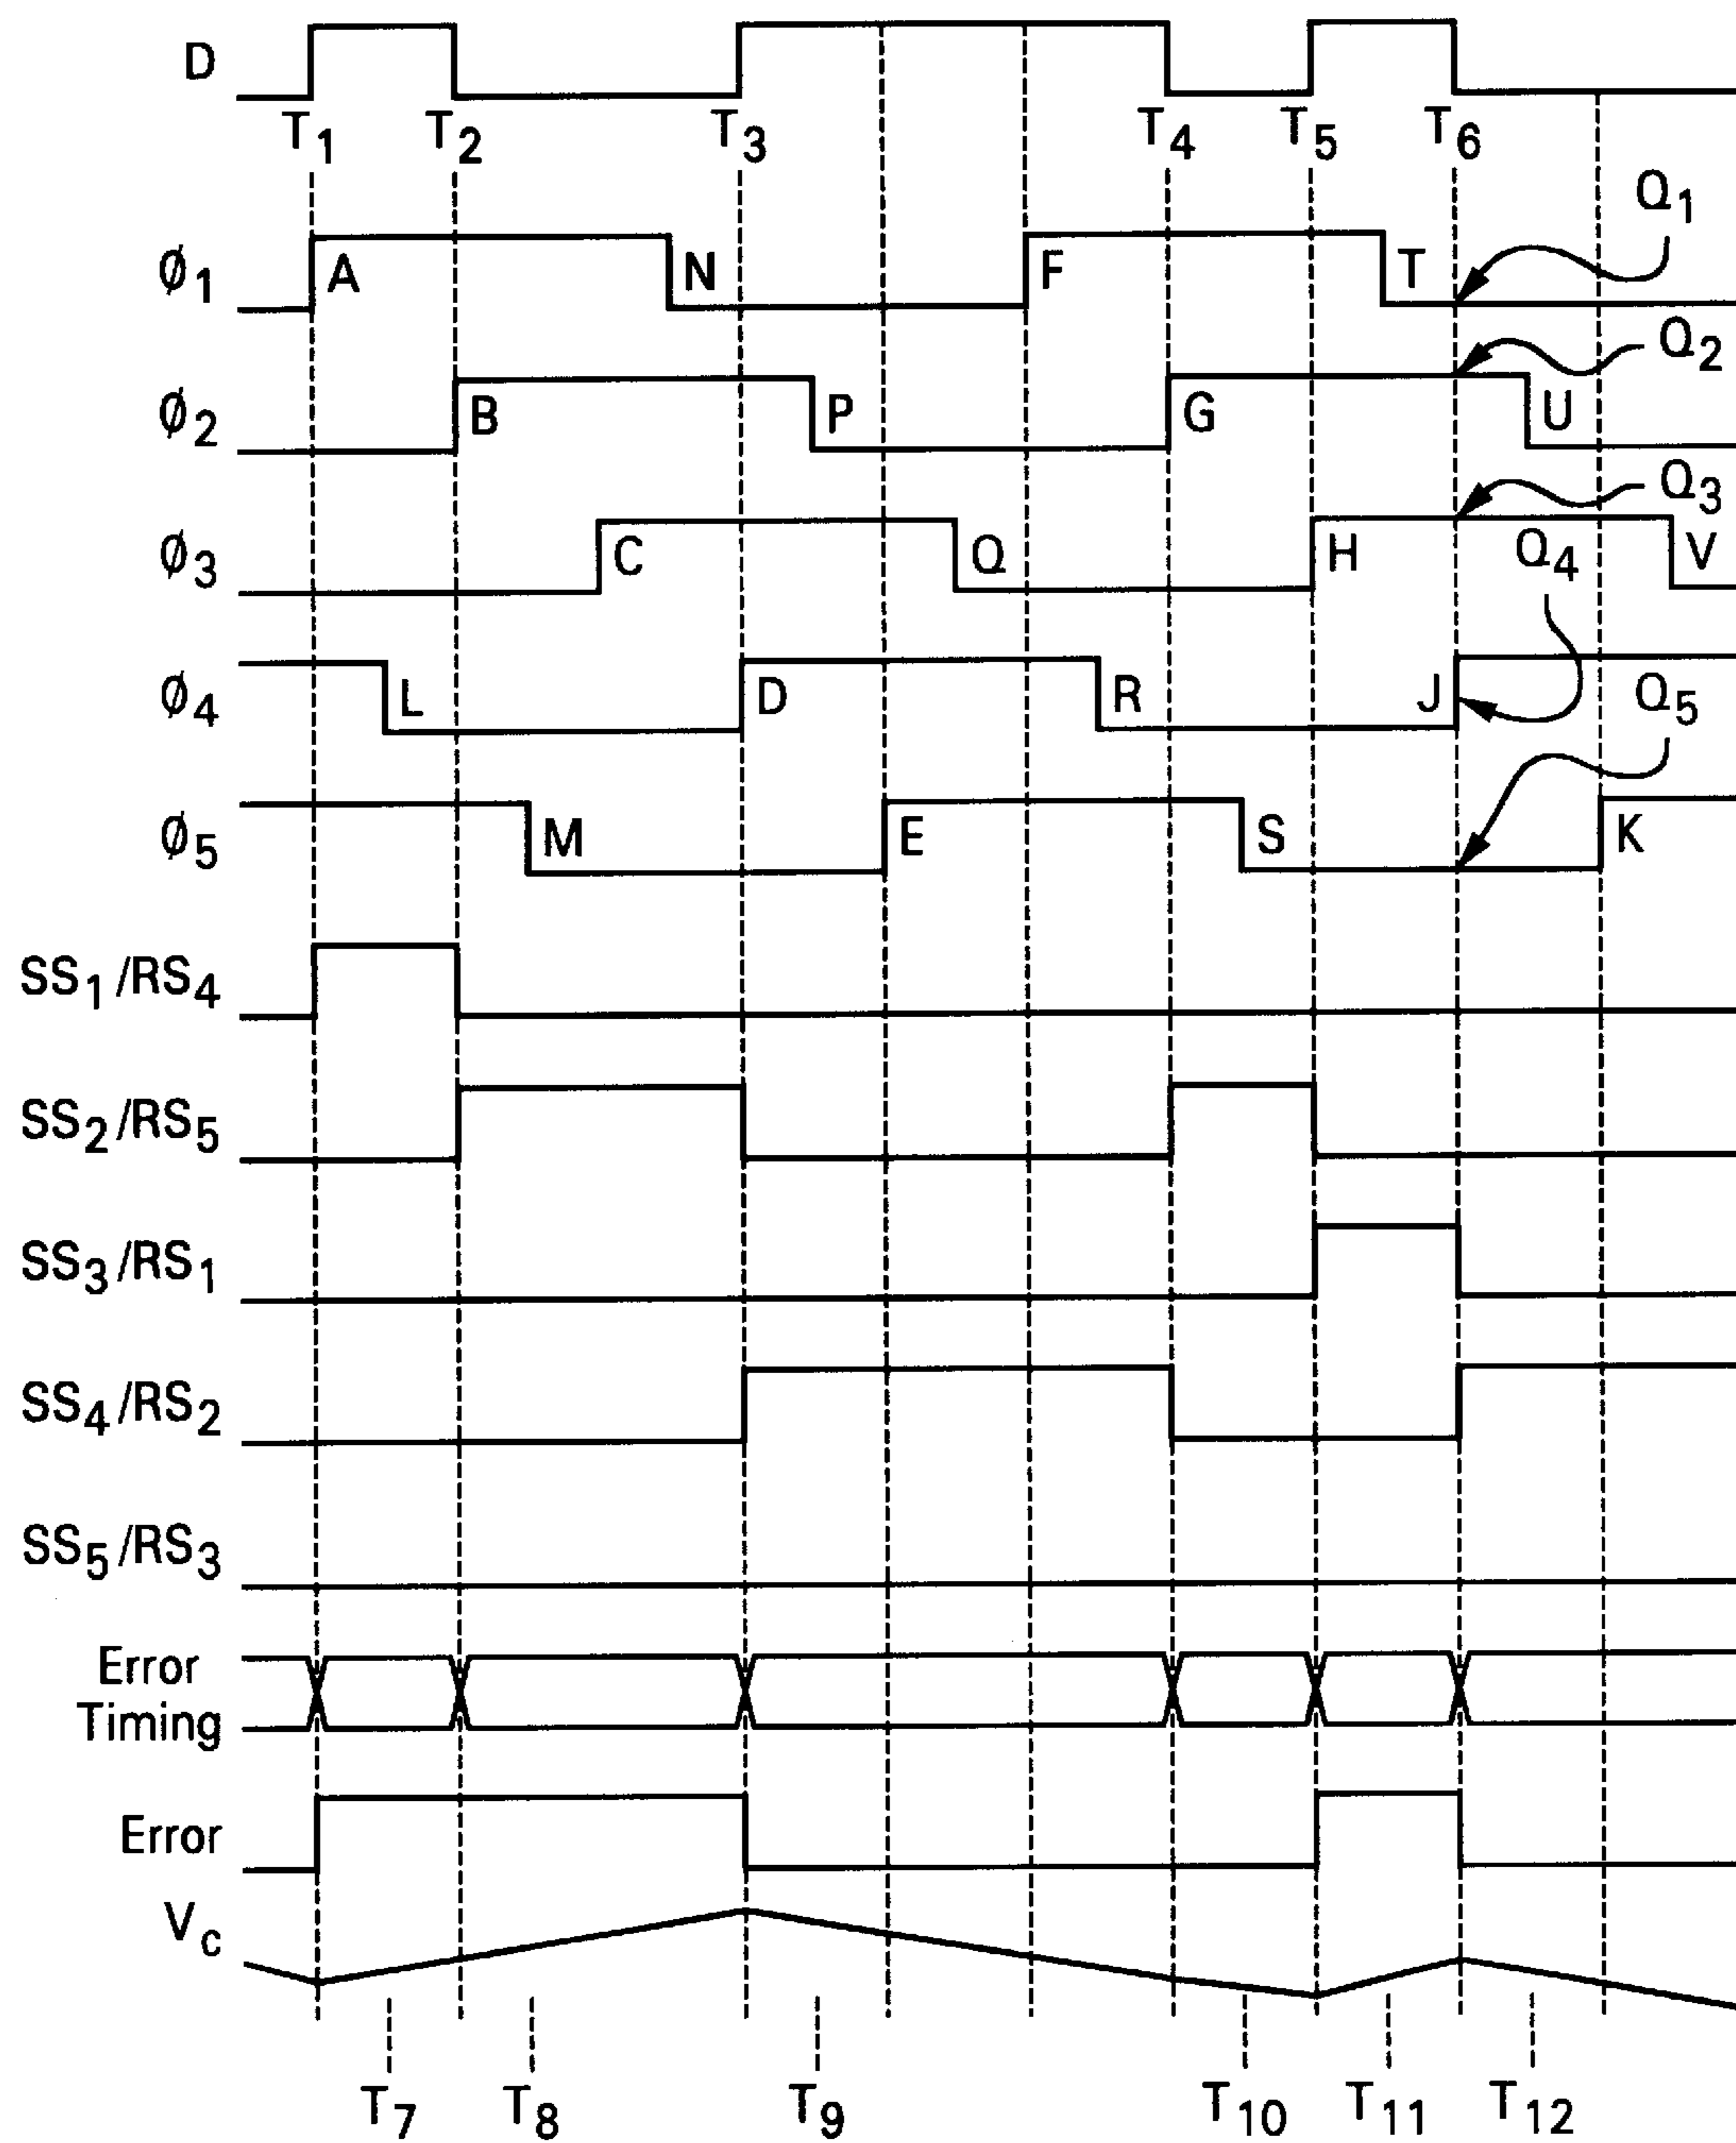 D
T1 T2 T3 T4 T5 T6
Q1
Ø1 A N F T
Q2
Ø2 B P G U
Q3
Ø3 C Q H Q4 V
Ø4 L D R J Q5
Ø5 M E S K
SS1/RS4
SS2/RS5
SS3/RS1
SS4/RS2
SS5/RS3
Error
Timing
Error
Vc
T7 T8 T9 T10 T11 T12